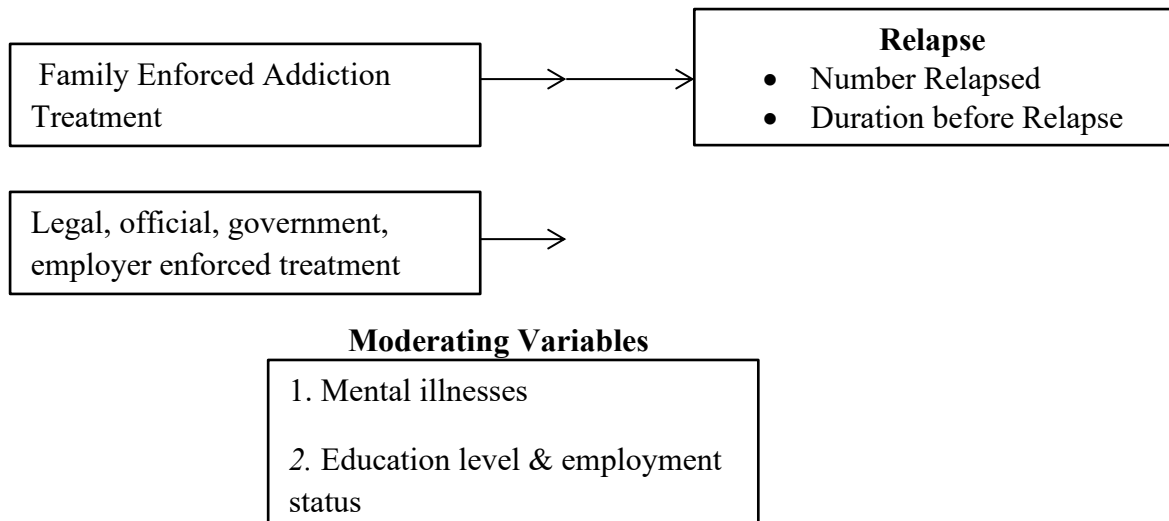 Family Enforced Addiction
Treatment
Relapse
• Number Relapsed
• Duration before Relapse
Legal, official, government,
employer enforced treatment
Moderating Variables
1. Mental illnesses
2. Education level & employment
status